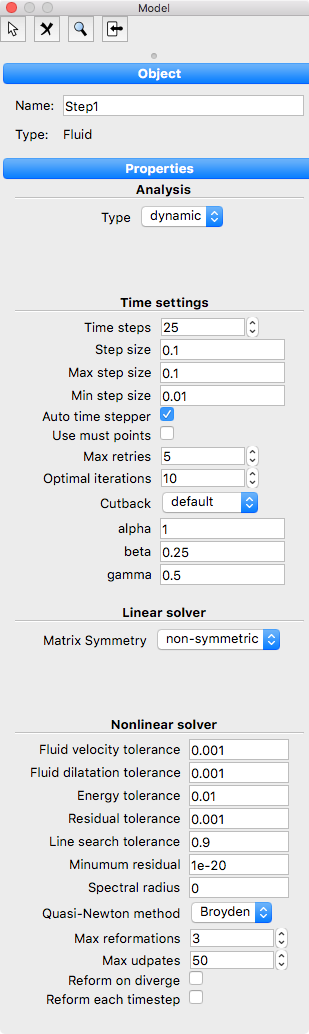 Model
Object
Name: Step1
Type: Fluid
Properties
Analysis
Type dynamic
Time settings
Time steps 25
Step size 0.1
Max step size 0.1
Min step size 0.01
Auto time stepper
Use must points
Max retries 5
Optimal iterations 10
Cutback default
alpha 1
beta 0.25
gamma 0.5
Linear solver
Matrix Symmetry non-symmetric
Nonlinear solver
Fluid velocity tolerance 0.001
Fluid dilatation tolerance 0.001
Energy tolerance 0.01
Residual tolerance 0.001
Line search tolerance 0.9
Minumum residual 1e-20
Spectral radius 0
Quasi-Newton method Broyden
Max reformations 3
Max udpates 50
Reform on diverge
Reform each timestep